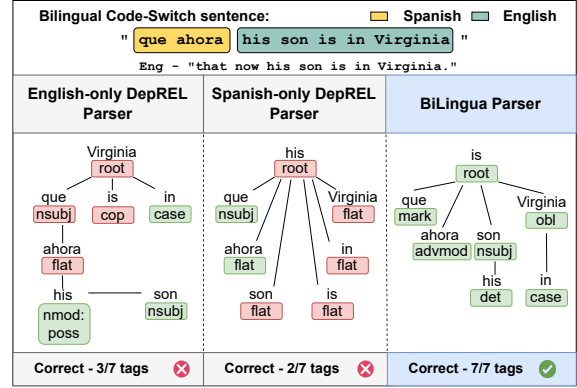 Bilingual Code-Switch sentence: Spanish English
" que ahora his son is in Virginia "
Eng - "that now his son is in Virginia."
English-only DepREL Parser
Spanish-only DepREL Parser
BiLingua Parser
Virginia
root
que is in
nsubj cop case
ahora
flat
his son
nmod: poss nsubj
his
root
que Virginia
nsubj flat
ahora in
flat flat
son is
flat flat
is
root
que Virginia
mark obl
ahora son
advmod nsubj
his in
det case
Correct - 3/7 tags
Correct - 2/7 tags
Correct - 7/7 tags